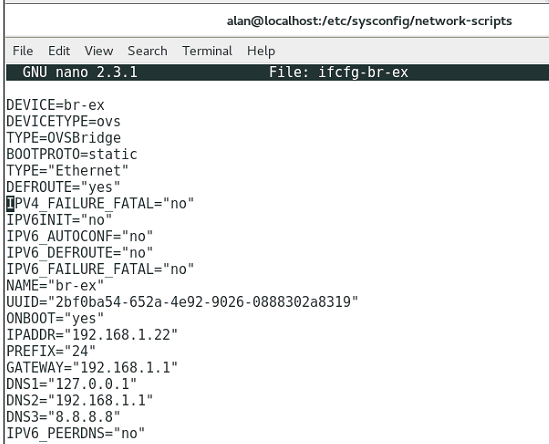 alan@localhost:/etc/sysconfig/network-scripts
File Edit View Search Terminal Help
GNU nano 2.3.1 File: ifcfg-br-ex
DEVICE=br-ex
DEVICETYPE=ovs
TYPE=OVSBridge
BOOTPROTO=static
TYPE="Ethernet"
DEFROUTE="yes"
IPV4_FAILURE_FATAL="no"
IPV6INIT="no"
IPV6_AUTOCONF="no"
IPV6_DEFROUTE="no"
IPV6_FAILURE_FATAL="no"
NAME="br-ex"
UUID="2bf0ba54-652a-4e92-9026-0888302a8319"
ONBOOT="yes"
IPADDR="192.168.1.22"
PREFIX="24"
GATEWAY="192.168.1.1"
DNS1="127.0.0.1"
DNS2="192.168.1.1"
DNS3="8.8.8.8"
IPV6_PEERDNS="no"